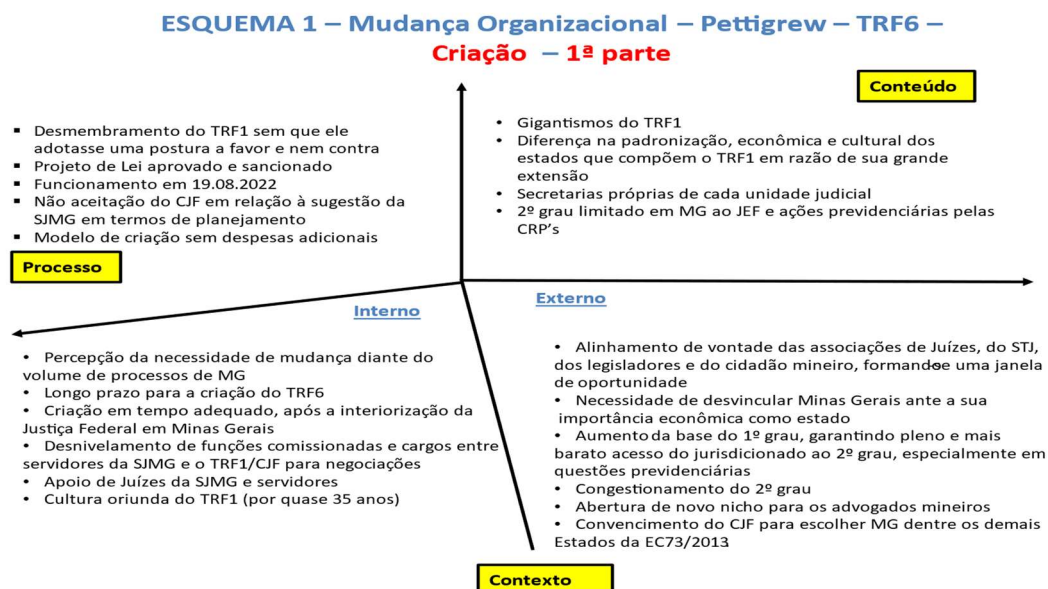 ESQUEMA 1 – Mudança Organizacional – Pettigrew – TRF6 –
Criação – 1ª parte
Conteúdo
▪ Desmembramento do TRF1 sem que ele
adotasse uma postura a favor e nem contra
▪ Projeto de Lei aprovado e sancionado
▪ Funcionamento em 19.08.2022
▪ Não aceitação do CJF em relação à sugestão da
SJMG em termos de planejamento
▪ Modelo de criação sem despesas adicionais
Processo
• Gigantismos do TRF1
• Diferença na padronização, econômica e cultural dos
estados que compõem o TRF1 em razão de sua grande
extensão
• Secretarias próprias de cada unidade judicial
• 2º grau limitado em MG ao JEF e ações previdenciárias pelas
CRP’s
Interno
• Percepção da necessidade de mudança diante do
volume de processos de MG
• Longo prazo para a criação do TRF6
• Criação em tempo adequado, após a interiorização da
Justiça Federal em Minas Gerais
• Desnivelamento de funções comissionadas e cargos entre
servidores da SJMG e o TRF1/CJF para negociações
• Apoio de Juízes da SJMG e servidores
• Cultura oriunda do TRF1 (por quase 35 anos)
Externo
• Alinhamento de vontade das associações de Juízes, do STJ,
dos legisladores e do cidadão mineiro, formando-se uma janela
de oportunidade
• Necessidade de desvincular Minas Gerais ante a sua
importância econômica como estado
• Aumento da base do 1º grau, garantindo pleno e mais
barato acesso do jurisdicionado ao 2º grau, especialmente em
questões previdenciárias
• Congestionamento do 2º grau
• Abertura de novo nicho para os advogados mineiros
• Convencimento do CJF para escolher MG dentre os demais
Estados da EC73/2013.
Contexto